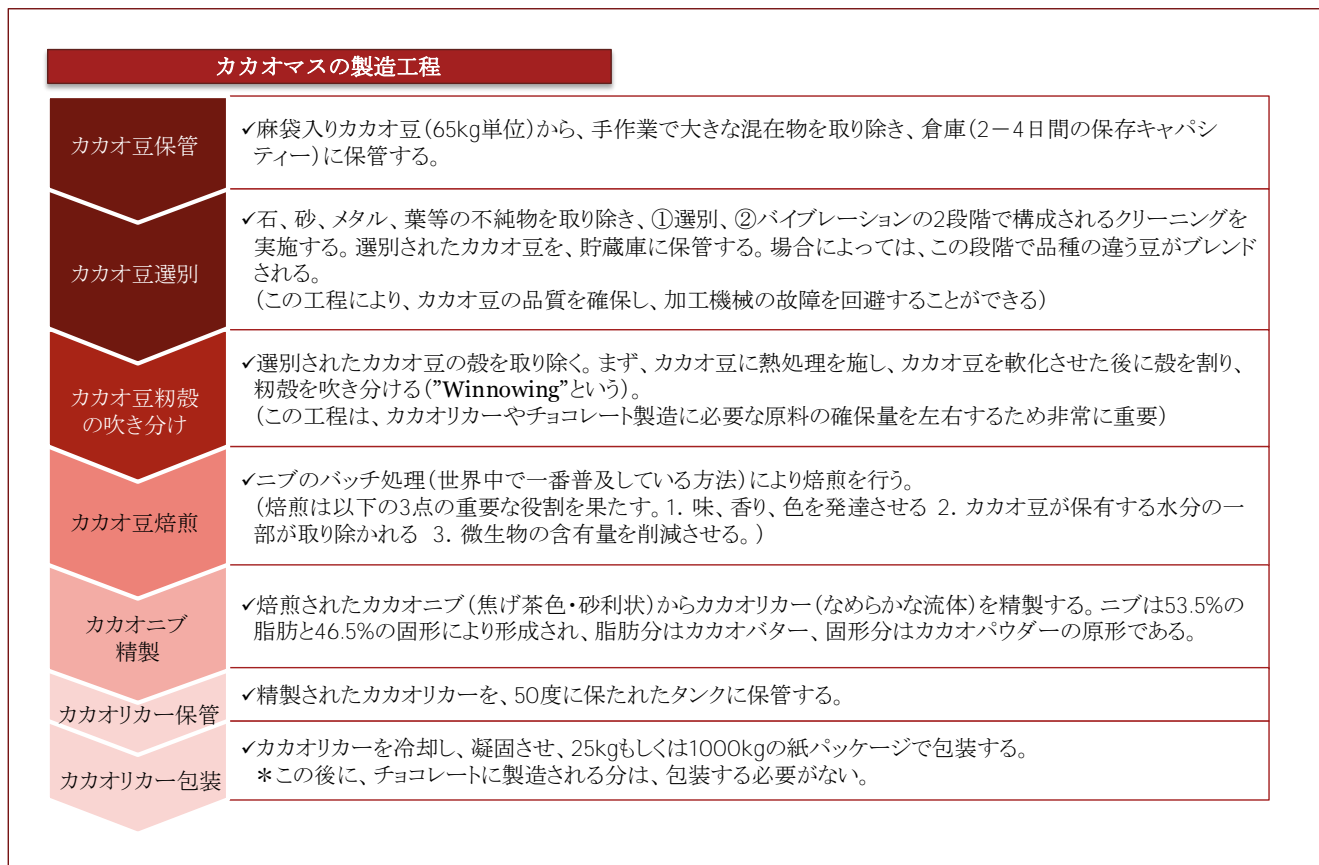 カカオマスの製造工程
カカオ豆保管
✓麻袋入りカカオ豆(65kg単位)から、手作業で大きな混在物を取り除き、倉庫(2－4日間の保存キャパシ
ティー)に保管する。
カカオ豆選別
✓石、砂、メタル、葉等の不純物を取り除き、①選別、②バイブレーションの2段階で構成されるクリーニングを
実施する。選別されたカカオ豆を、貯蔵庫に保管する。場合によっては、この段階で品種の違う豆がブレンド
される。
(この工程により、カカオ豆の品質を確保し、加工機械の故障を回避することができる)
カカオ豆籾殻
の吹き分け
✓選別されたカカオ豆の殻を取り除く。まず、カカオ豆に熱処理を施し、カカオ豆を軟化させた後に殻を割り、
籾殻を吹き分ける(”Winnowing”という)。
(この工程は、カカオリカーやチョコレート製造に必要な原料の確保量を左右するため非常に重要)
カカオ豆焙煎
✓ニブのバッチ処理(世界中で一番普及している方法)により焙煎を行う。
(焙煎は以下の3点の重要な役割を果たす。1. 味、香り、色を発達させる 2. カカオ豆が保有する水分の一
部が取り除かれる 3. 微生物の含有量を削減させる。)
カカオニブ
精製
✓焙煎されたカカオニブ(焦げ茶色・砂利状)からカカオリカー(なめらかな流体)を精製する。ニブは53.5%の
脂肪と46.5%の固形により形成され、脂肪分はカカオバター、固形分はカカオパウダーの原形である。
カカオリカー保管
✓精製されたカカオリカーを、50度に保たれたタンクに保管する。
カカオリカー包装
✓カカオリカーを冷却し、凝固させ、25kgもしくは1000kgの紙パッケージで包装する。
＊この後に、チョコレートに製造される分は、包装する必要がない。